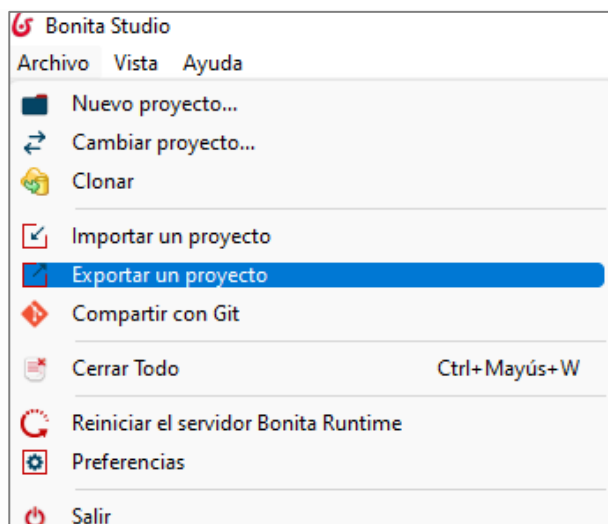 Bonita Studio
Archivo Vista Ayuda
Nuevo proyecto...
Cambiar proyecto...
Clonar
Importar un proyecto
Exportar un proyecto
Compartir con Git
Cerrar Todo Ctrl+Mayús+W
Reiniciar el servidor Bonita Runtime
Preferencias
Salir